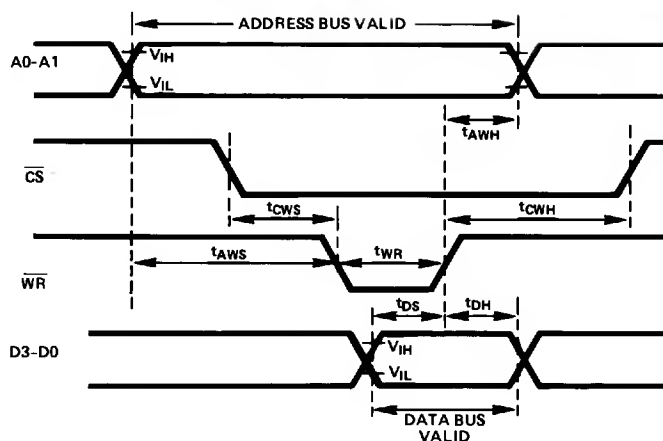 ADDRESS BUS VALID
A0-A1
VIH
VIL
tAWH
CS
tCWS
tCWH
tAWS
tWR
WR
tDS
tDH
D3-D0
VIH
VIL
DATA BUS
VALID